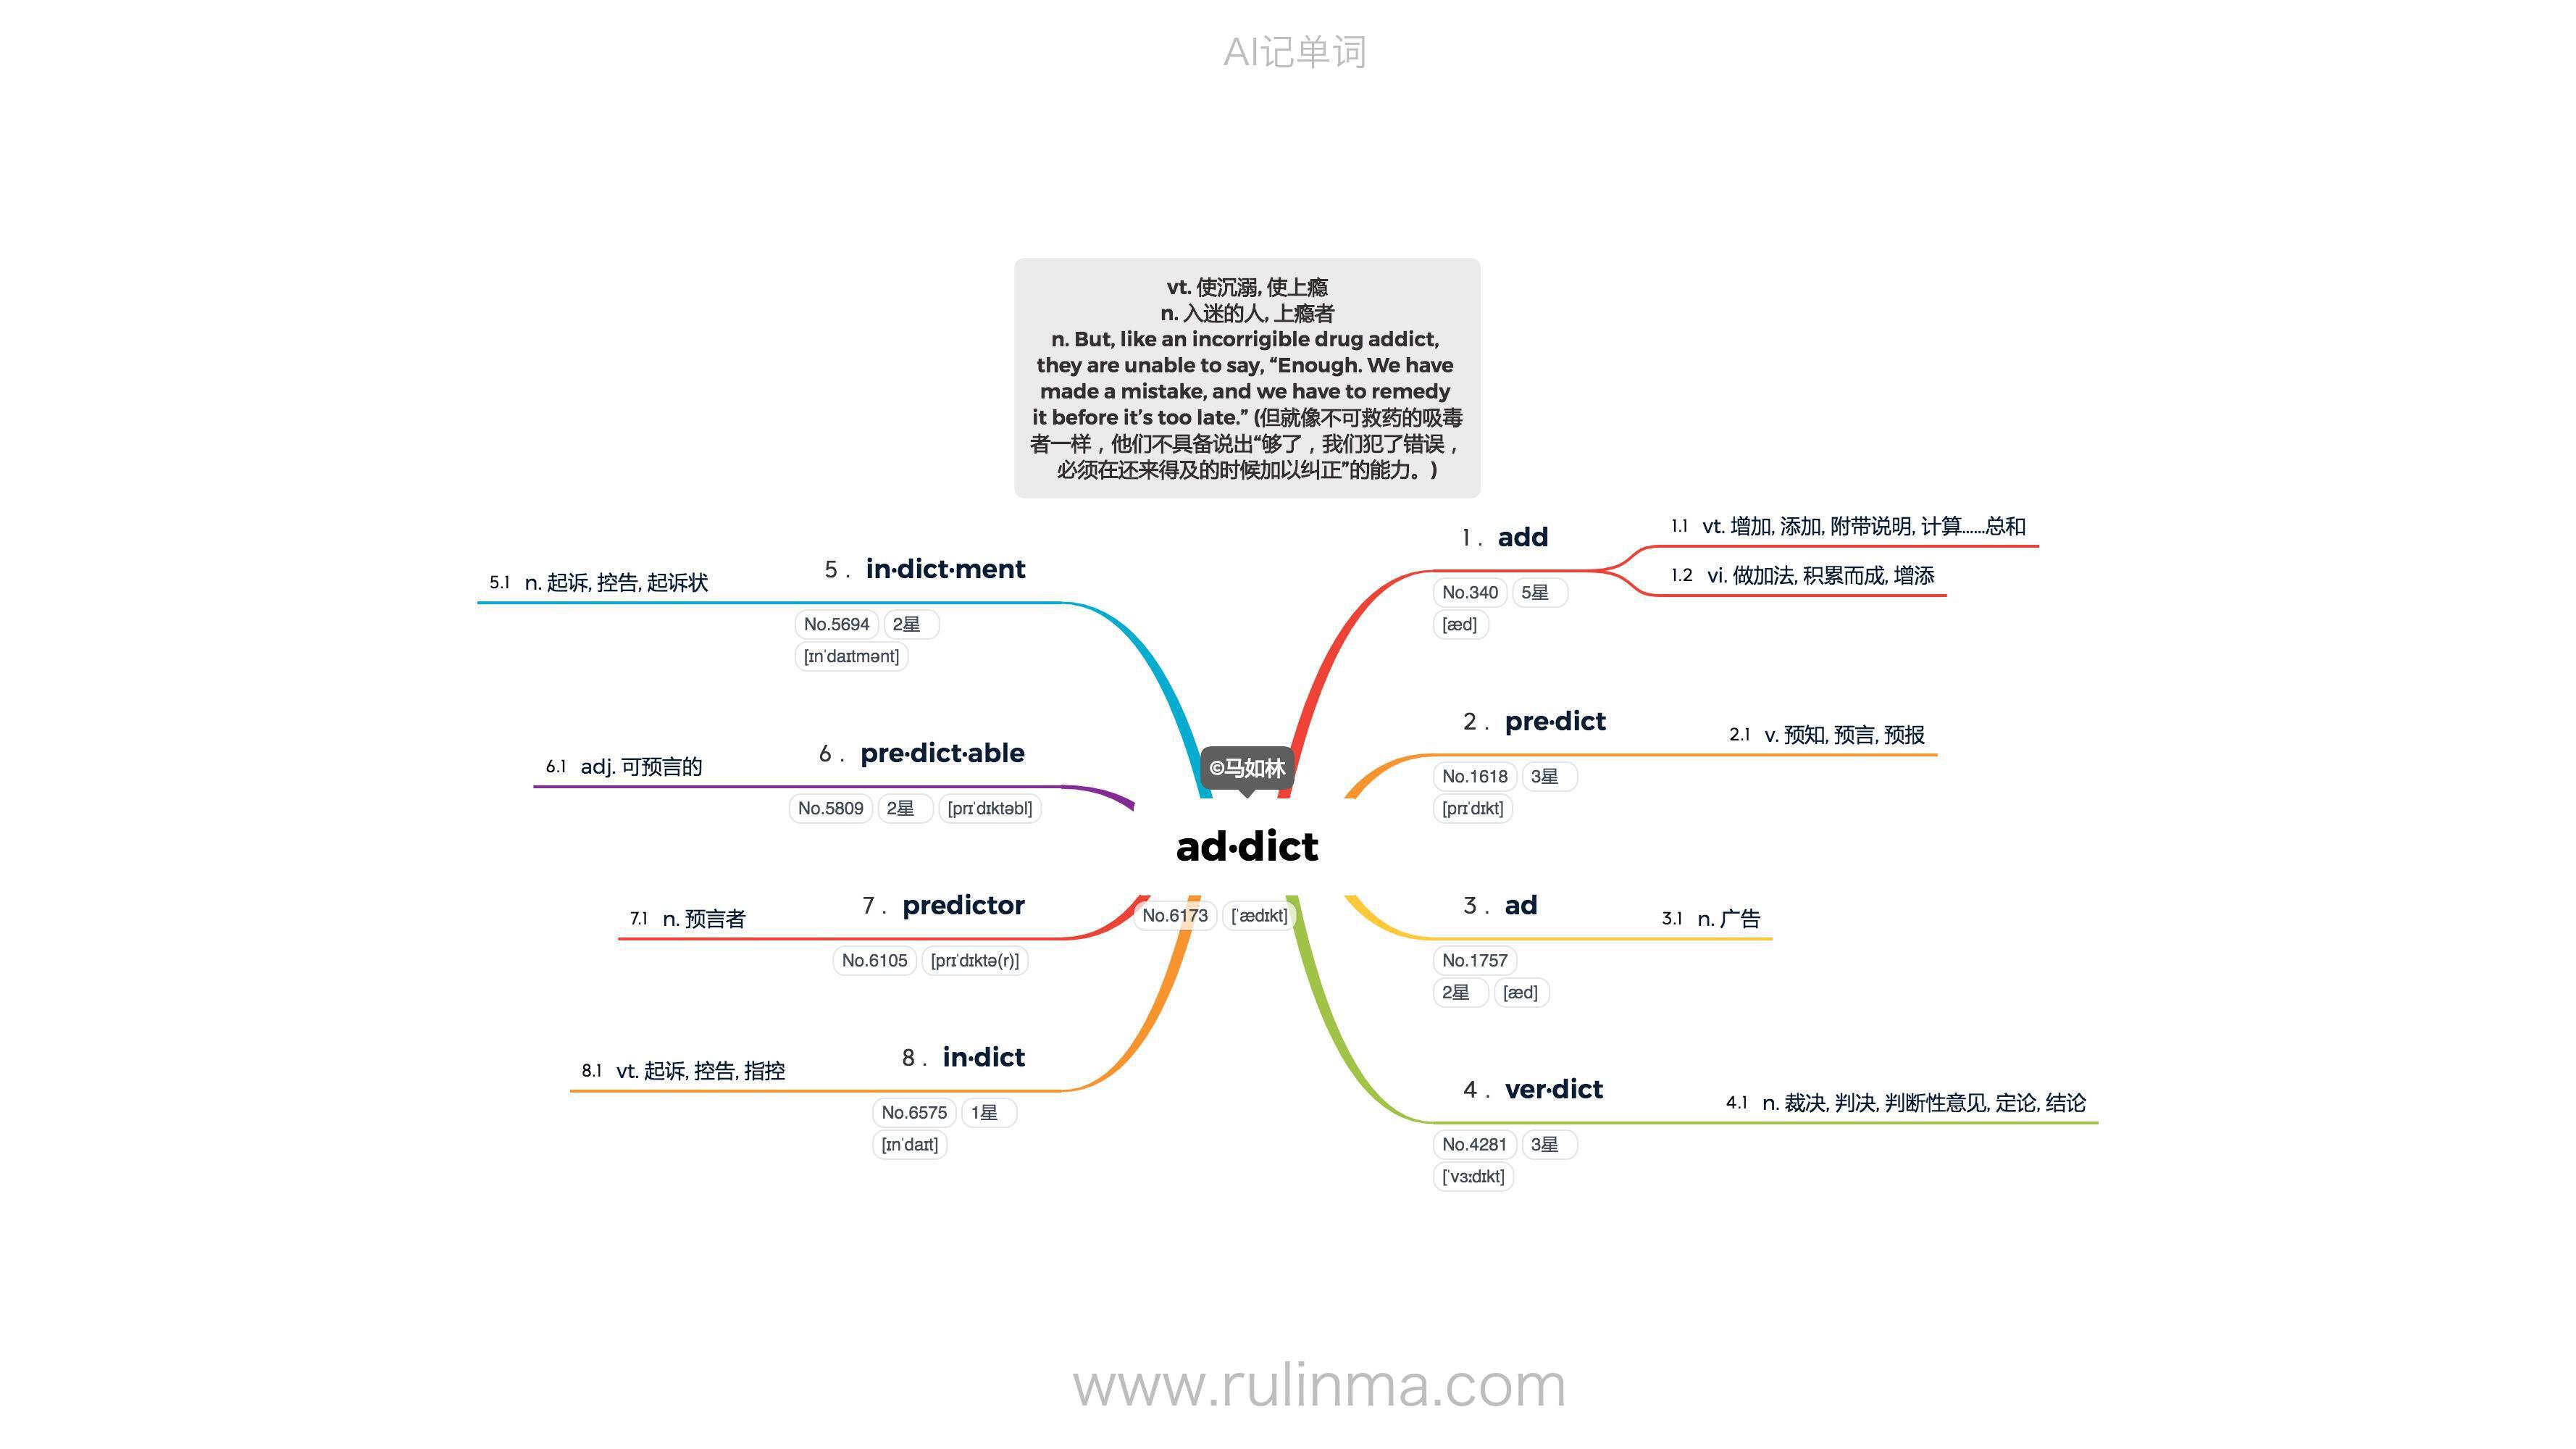 AI记单词
vt. 使沉溺, 使上瘾
n. 入迷的人, 上瘾者
n. But, like an incorrigible drug addict,
they are unable to say, “Enough. We have
made a mistake, and we have to remedy
it before it’s too late.” (但就像不可救药的吸毒
者一样，他们不具备说出“够了，我们犯了错误，
必须在还来得及的时候加以纠正”的能力。)
©马如林
ad·dict
No.6173 [ˈædɪkt]
1 . add
No.340 5星
[æd]
1.1 vt. 增加, 添加, 附带说明, 计算……总和
1.2 vi. 做加法, 积累而成, 增添
2 . pre·dict
No.1618 3星
[prɪˈdɪkt]
2.1 v. 预知, 预言, 预报
3 . ad
No.1757
2星 [æd]
3.1 n. 广告
4 . ver·dict
No.4281 3星
[ˈvɜːdɪkt]
4.1 n. 裁决, 判决, 判断性意见, 定论, 结论
5 . in·dict·ment
No.5694 2星
[ɪnˈdaɪtmənt]
5.1 n. 起诉, 控告, 起诉状
6 . pre·dict·able
No.5809 2星 [prɪˈdɪktəbl]
6.1 adj. 可预言的
7 . predictor
No.6105 [prɪˈdɪktə(r)]
7.1 n. 预言者
8 . in·dict
No.6575 1星
[ɪnˈdaɪt]
8.1 vt. 起诉, 控告, 指控
www.rulinma.com